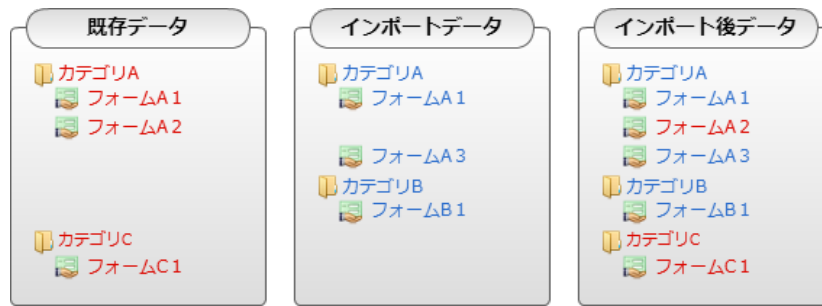 既存データ
カテゴリA
フォームA1
フォームA2
カテゴリC
フォームC1
インポートデータ
カテゴリA
フォームA1
フォームA3
カテゴリB
フォームB1
インポート後データ
カテゴリA
フォームA1
フォームA2
フォームA3
カテゴリB
フォームB1
カテゴリC
フォームC1